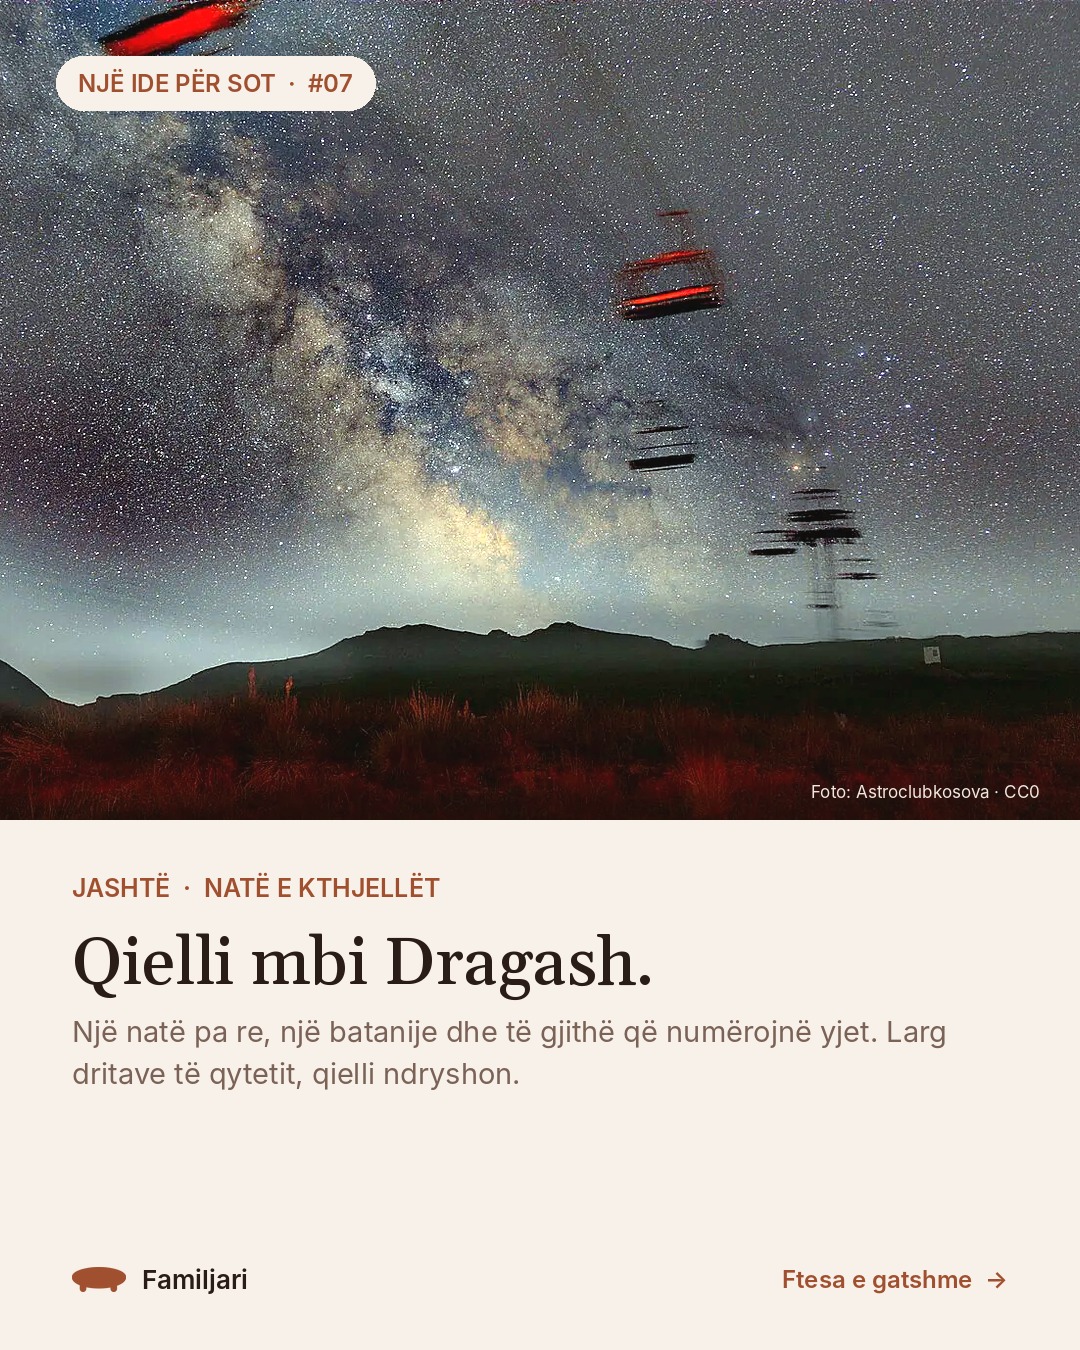 NJË IDE PËR SOT · #07
Foto: Astroclubkosova · CC0
JASHTË · NATË E KTHJELLËT
Qielli mbi Dragash.
Një natë pa re, një batanije dhe të gjithë që numërojnë yjet. Larg
dritave të qytetit, qielli ndryshon.
Familjari
Ftesa e gatshme →